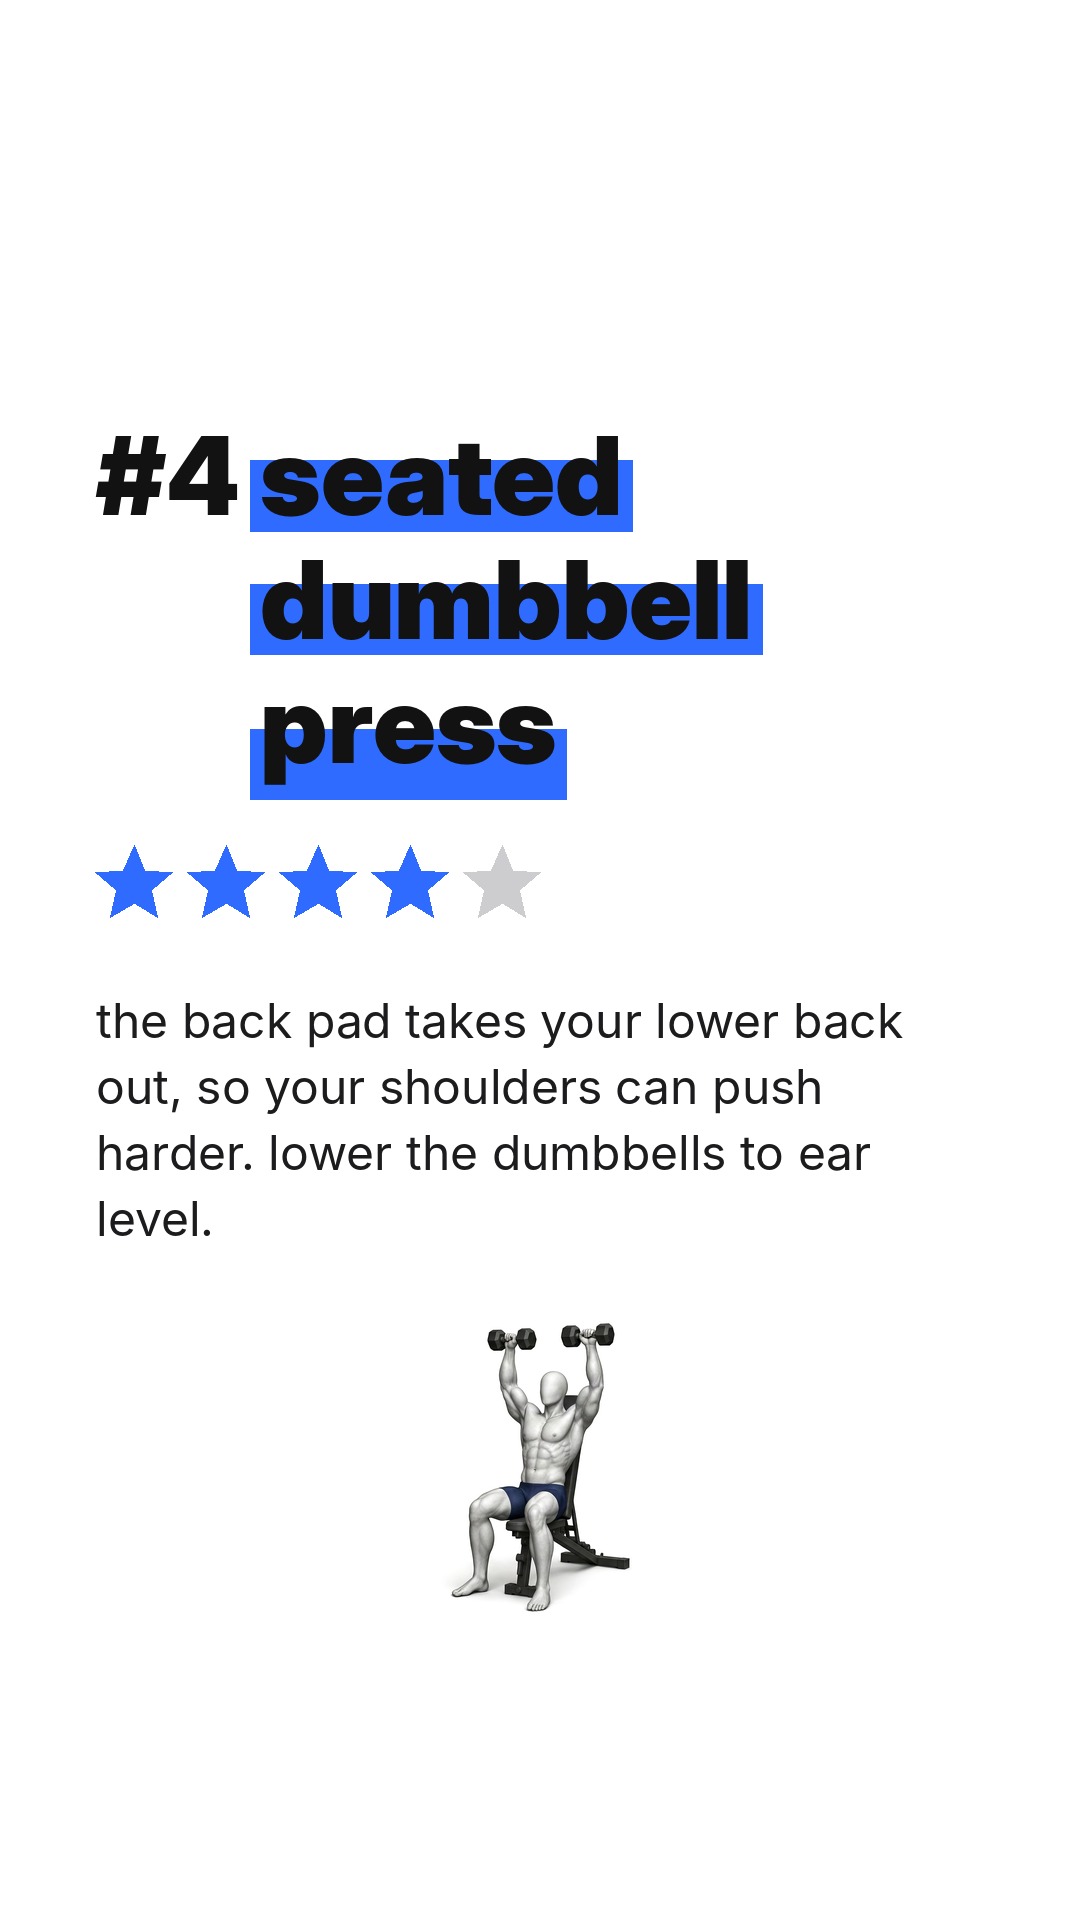 #4 seated
dumbbell
press
the back pad takes your lower back
out, so your shoulders can push
harder. lower the dumbbells to ear
level.